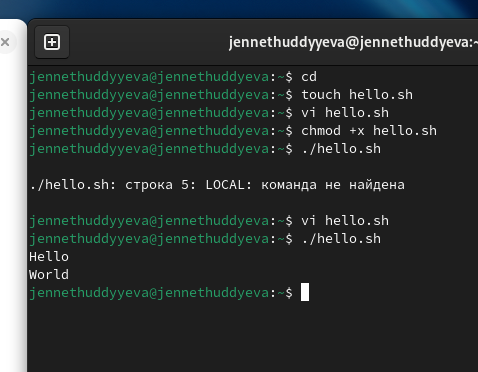 jennethuddyyeva@jennethuddyeva:~
jennethuddyyeva@jennethuddyeva:~$ cd
jennethuddyyeva@jennethuddyeva:~$ touch hello.sh
jennethuddyyeva@jennethuddyeva:~$ vi hello.sh
jennethuddyyeva@jennethuddyeva:~$ chmod +x hello.sh
jennethuddyyeva@jennethuddyeva:~$ ./hello.sh
./hello.sh: строка 5: LOCAL: команда не найдена
jennethuddyyeva@jennethuddyeva:~$ vi hello.sh
jennethuddyyeva@jennethuddyeva:~$ ./hello.sh
Hello
World
jennethuddyyeva@jennethuddyeva:~$